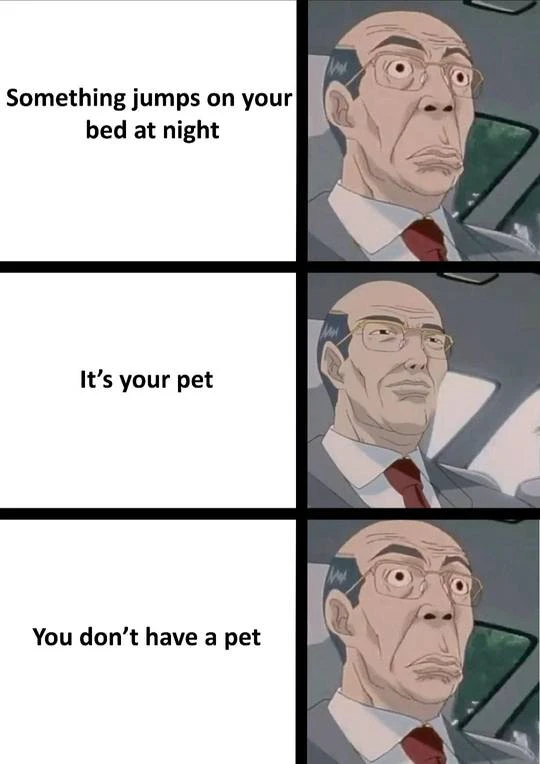 Something jumps on your
bed at night
It’s your pet
You don’t have a pet